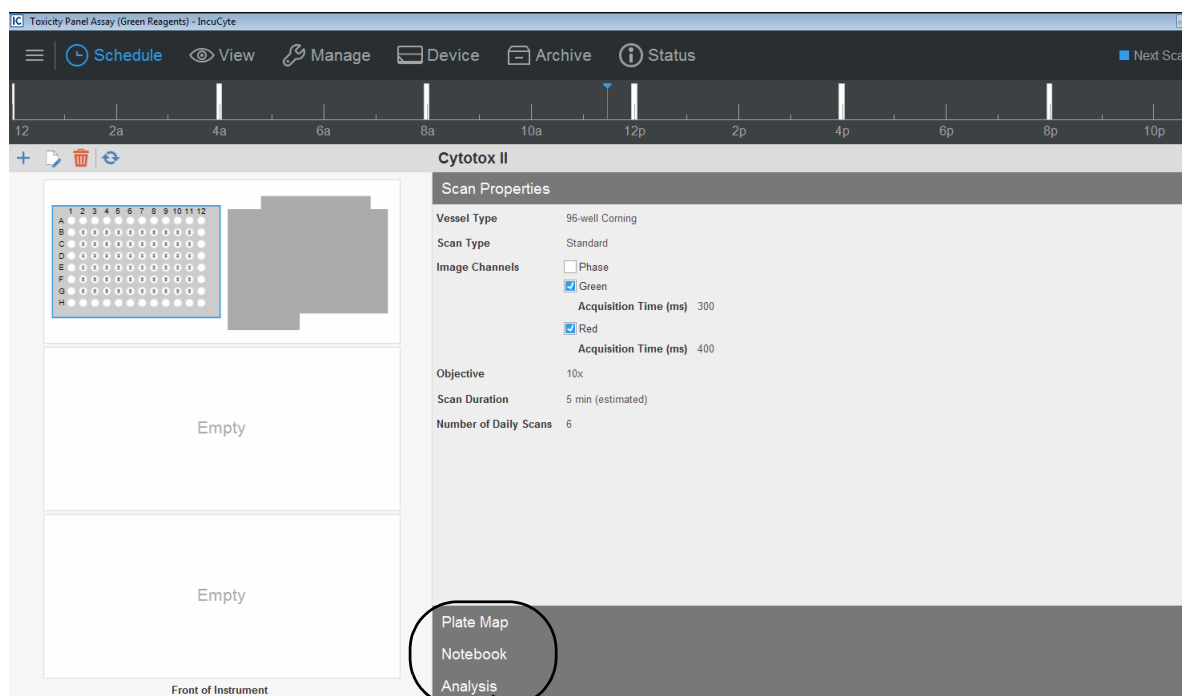 IC Toxicity Panel Assay (Green Reagents) - IncuCyte
Schedule View Manage Device Archive Status
Next Sca
12 2a 4a 6a 8a 10a 12p 2p 4p 6p 8p 10p
Cytotox II
Scan Properties
1 2 3 4 5 6 7 8 9 10 11 12
A
B
C
D
E
F
G
H
Vessel Type 96-well Corning
Scan Type Standard
Image Channels Phase
Green
Acquisition Time (ms) 300
Red
Acquisition Time (ms) 400
Objective 10x
Scan Duration 5 min (estimated)
Number of Daily Scans 6
Empty
Empty
Front of Instrument
Plate Map
Notebook
Analysis